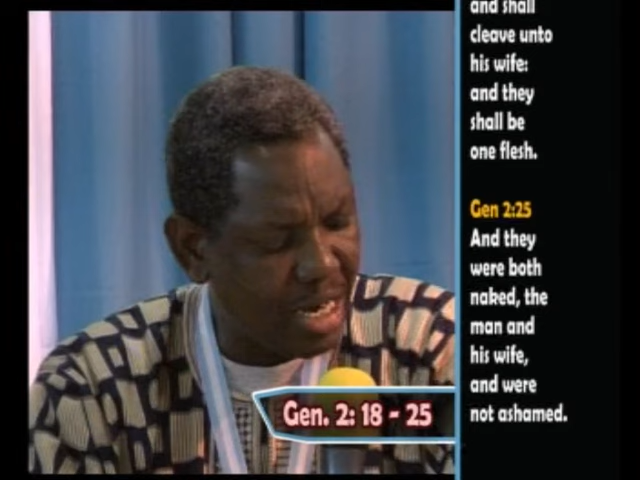 and shall
cleave unto
his wife:
and they
shall be
one flesh.
Gen 2:25
And they
were both
naked, the
man and
his wife,
and were
not ashamed.
Gen. 2: 18 - 25